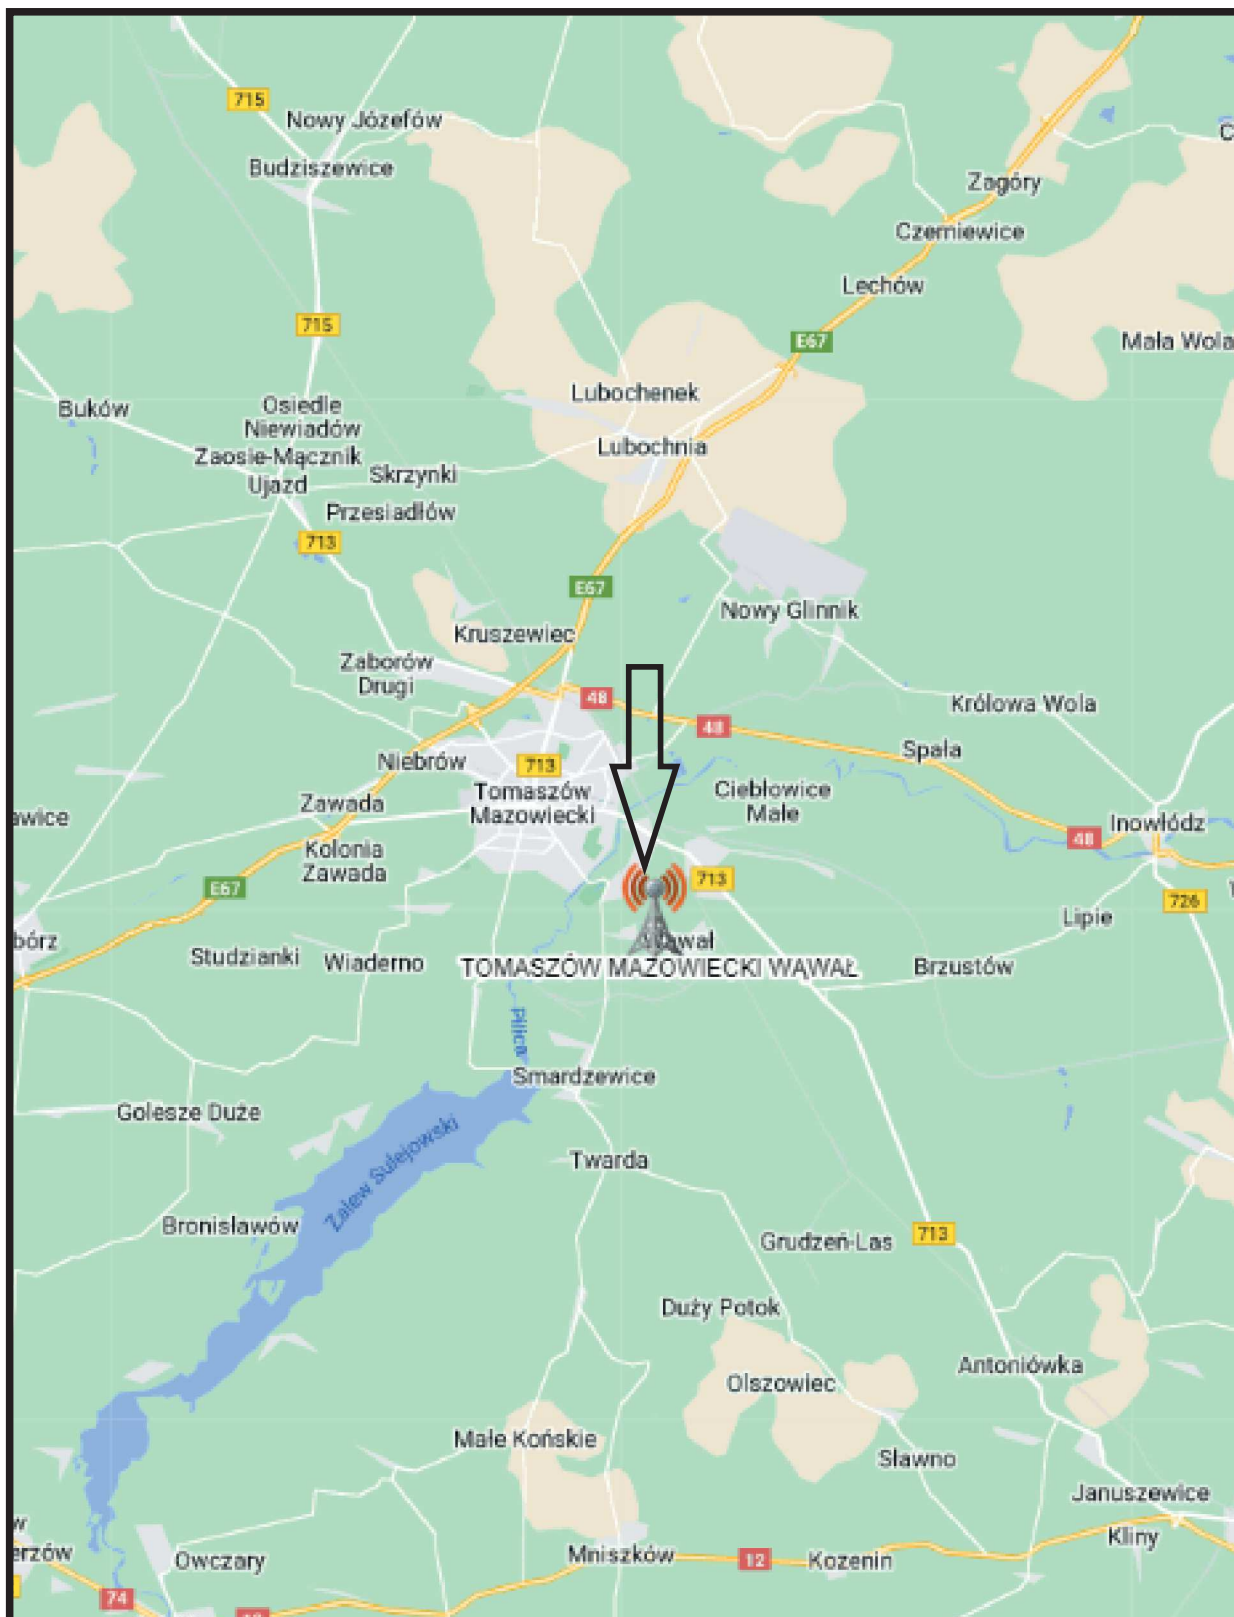 715
Nowy Józefów
Budziszewice
Zagóry
Czerniewice
Lechów
715
E67
Mała Wola
Lubochenek
Buków
Osiedle
Niewiadów
Lubochnia
Zaosie-Mącznik
Skrzynki
Ujazd
Przesiadłów
713
E67
Nowy Glinnik
Kruszewiec
Zaborów
Drugi
48
Królowa Wola
48
Spała
Niebrów
713
Tomaszów
Mazowiecki
Ciebłowice
Małe
Zawada
awice
Inowłódz
48
Kolonia
Zawada
E67
713
726
Lipie
bórz
Studzianki
Wiaderno
Wąwał
TOMASZÓW MAZOWIECKI WĄWAŁ
Brzustów
Pilica
Smardzewice
Golesze Duże
Zalew Sulejowski
Twarda
Bronisławów
713
Grudzeń-Las
Duży Potok
Antoniówka
Olszowiec
Małe Końskie
Sławno
Januszewice
w
erzów
Kliny
Owczary
Mniszków
12
Kozenin
74